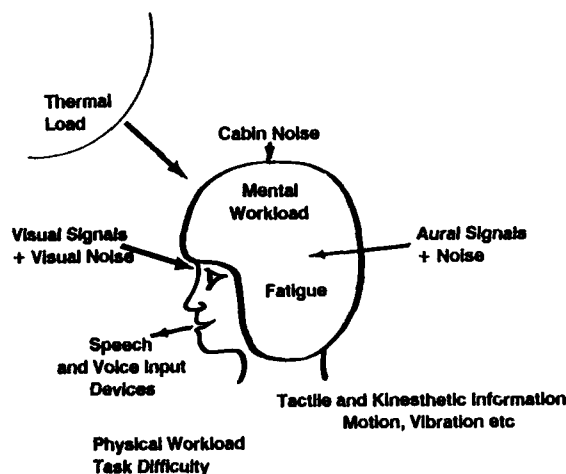 Thermal
Load
Cabin Noise
Mental
Workload
Visual Signals
+ Visual Noise
Aural Signals
+ Noise
Fatigue
Speech
and Voice Input
Devices
Tactile and Kinesthetic Information
Motion, Vibration etc
Physical Workload
Task Difficulty